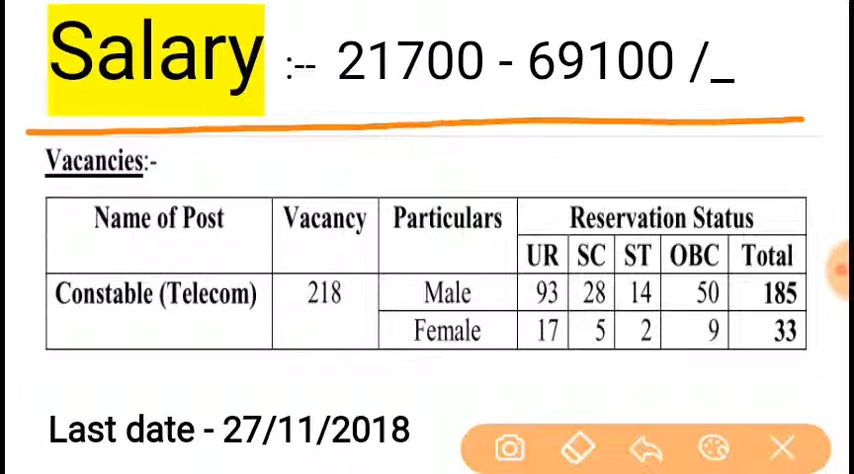 Salary :-- 21700 - 69100 /_
Vacancies:-
Name of Post Vacancy Particulars Reservation Status
UR SC ST OBC Total
Constable (Telecom) 218 Male 93 28 14 50 185
Female 17 5 2 9 33
Last date - 27/11/2018